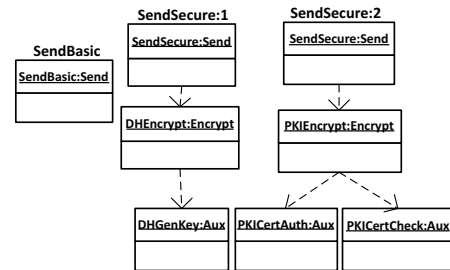 SendBasic
SendBasic:Send
SendSecure:1
SendSecure:Send
DHEncrypt:Encrypt
DHGenKey:Aux
SendSecure:2
SendSecure:Send
PKIEncrypt:Encrypt
PKICertAuth:Aux
PKICertCheck:Aux